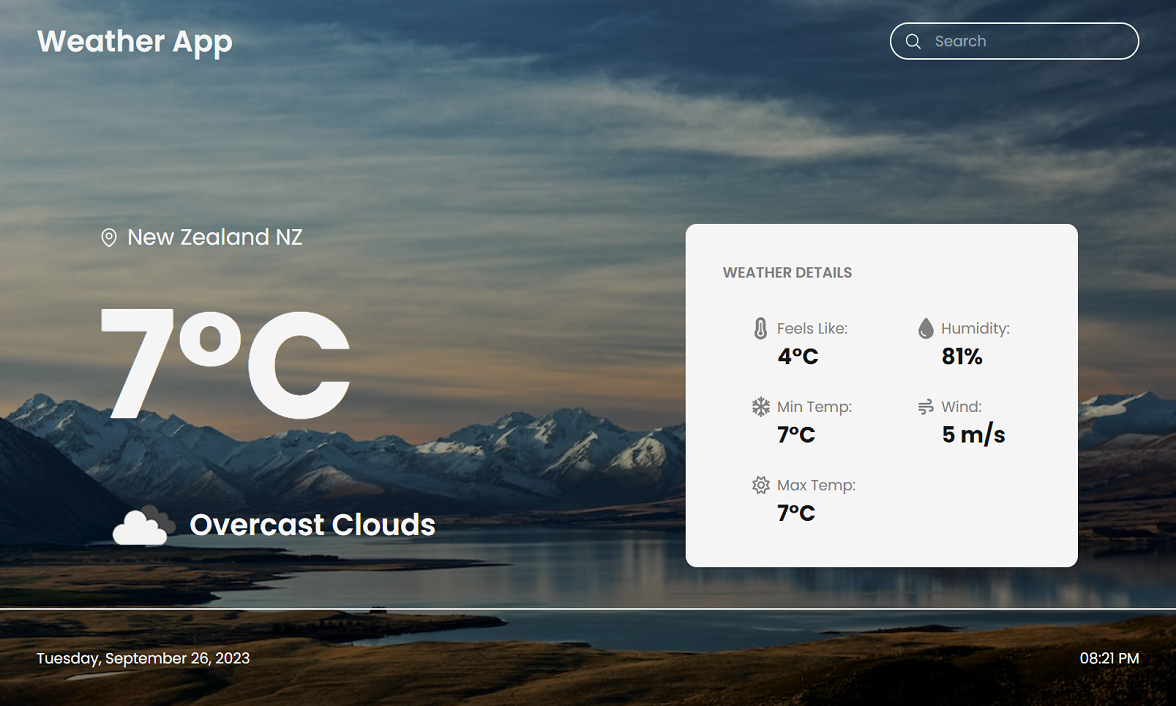 Weather App
Search
New Zealand NZ
7°C
Overcast Clouds
WEATHER DETAILS
Feels Like:
4°C
Humidity:
81%
Min Temp:
7°C
Wind:
5 m/s
Max Temp:
7°C
Tuesday, September 26, 2023
08:21 PM